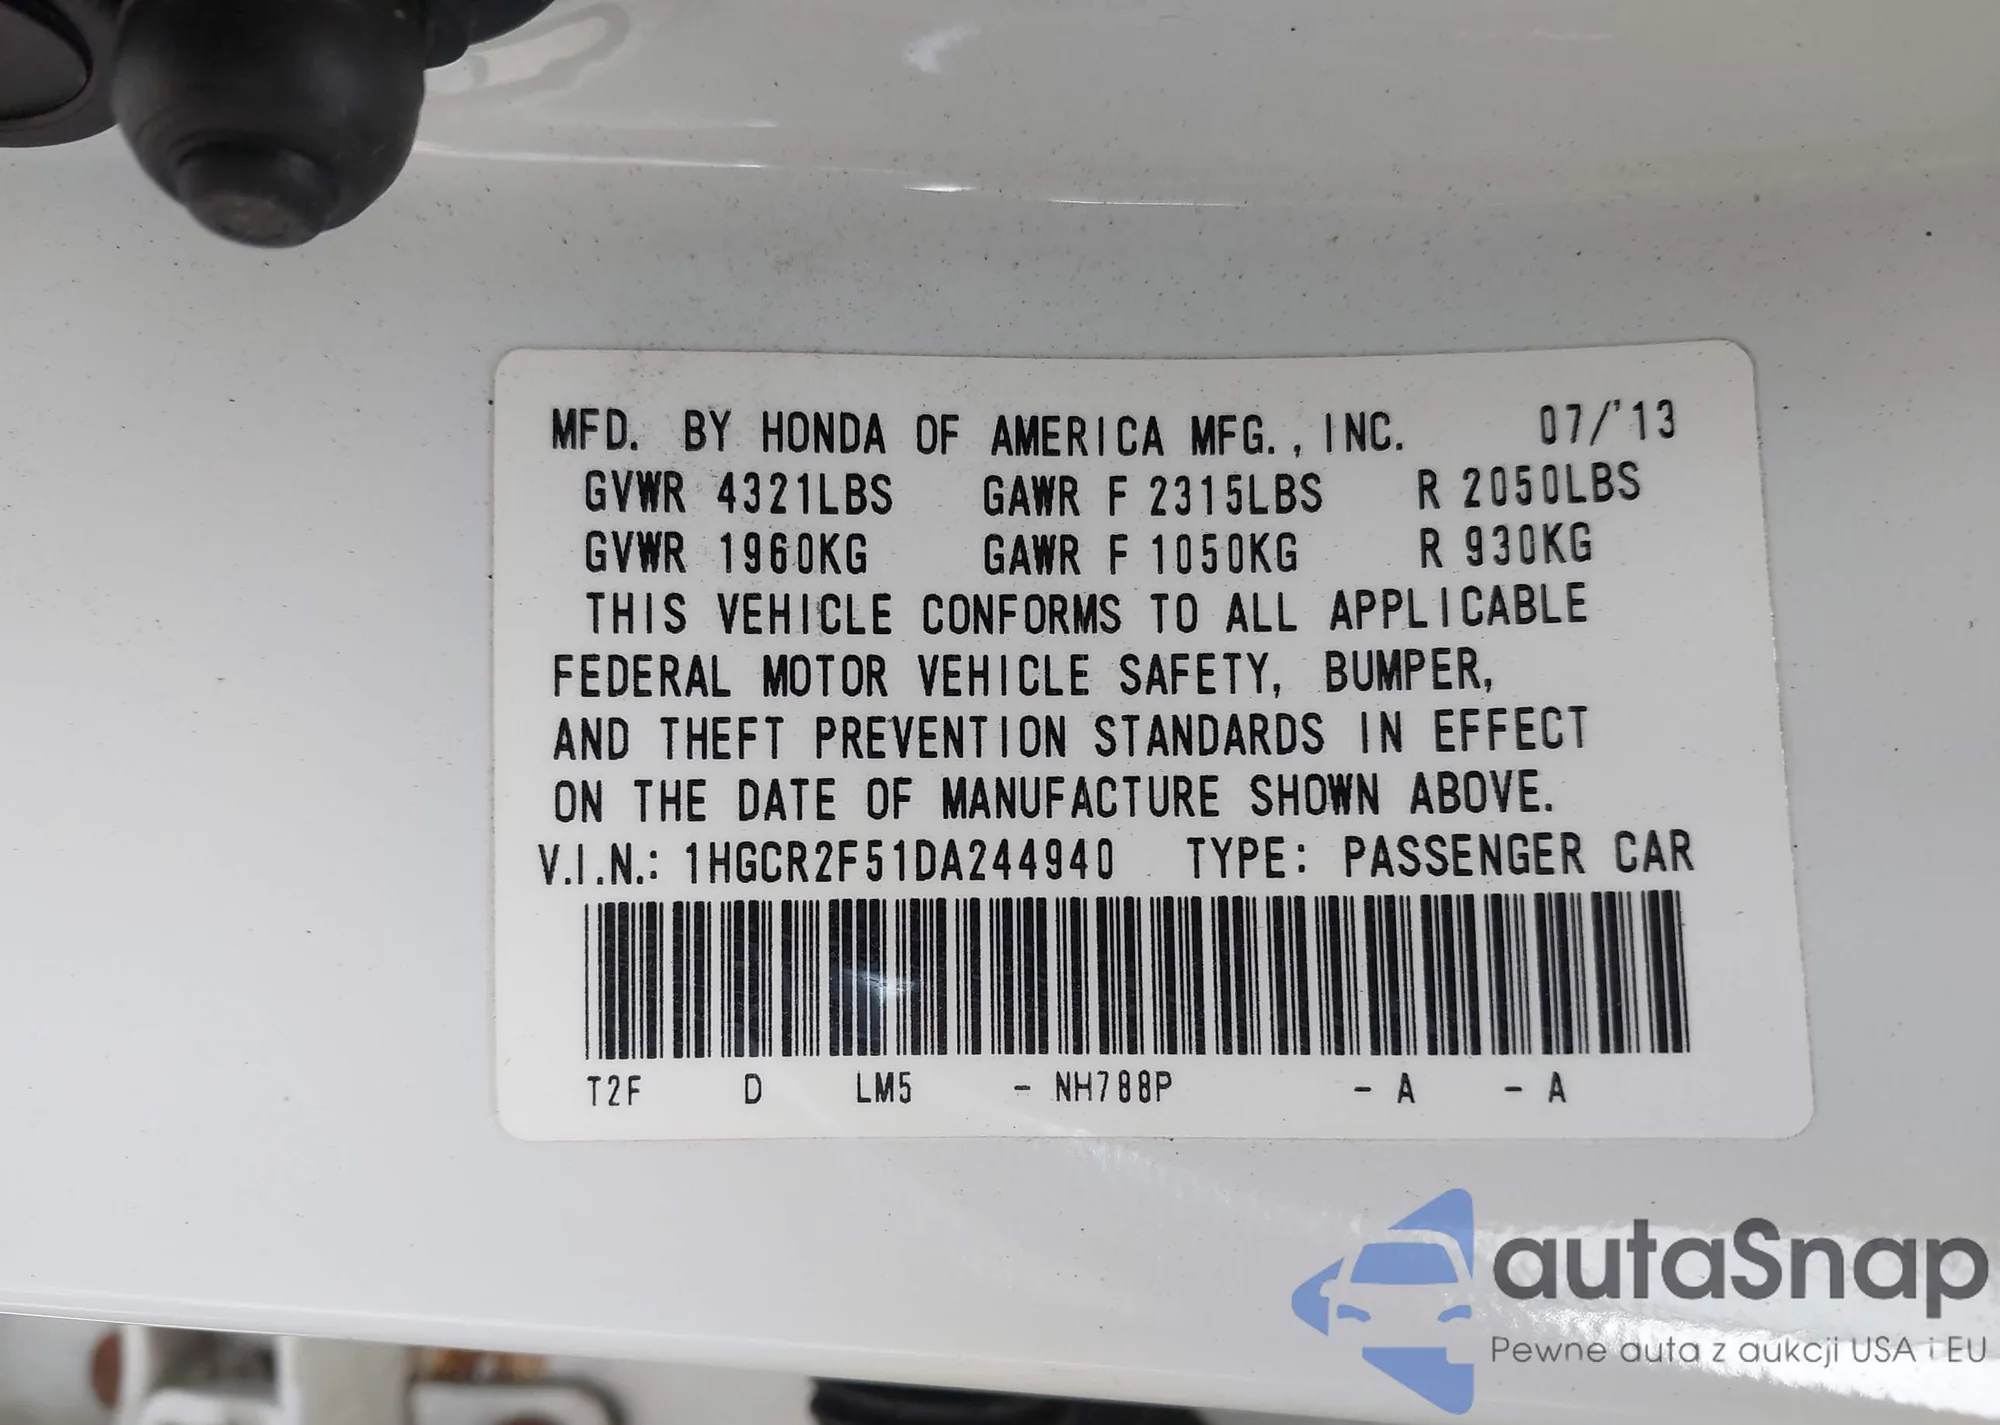 MFD. BY HONDA OF AMERICA MFG., INC. 07/'13
GVWR 4321LBS GAWR F 2315LBS R 2050LBS
GVWR 1960KG GAWR F 1050KG R 930KG
THIS VEHICLE CONFORMS TO ALL APPLICABLE
FEDERAL MOTOR VEHICLE SAFETY, BUMPER,
AND THEFT PREVENTION STANDARDS IN EFFECT
ON THE DATE OF MANUFACTURE SHOWN ABOVE.
V.I.N.: 1HGCR2F51DA244940 TYPE: PASSENGER CAR
T2F D LM5 - NH788P - A - A
autaSnap
Pewne auta z aukcji USA i EU